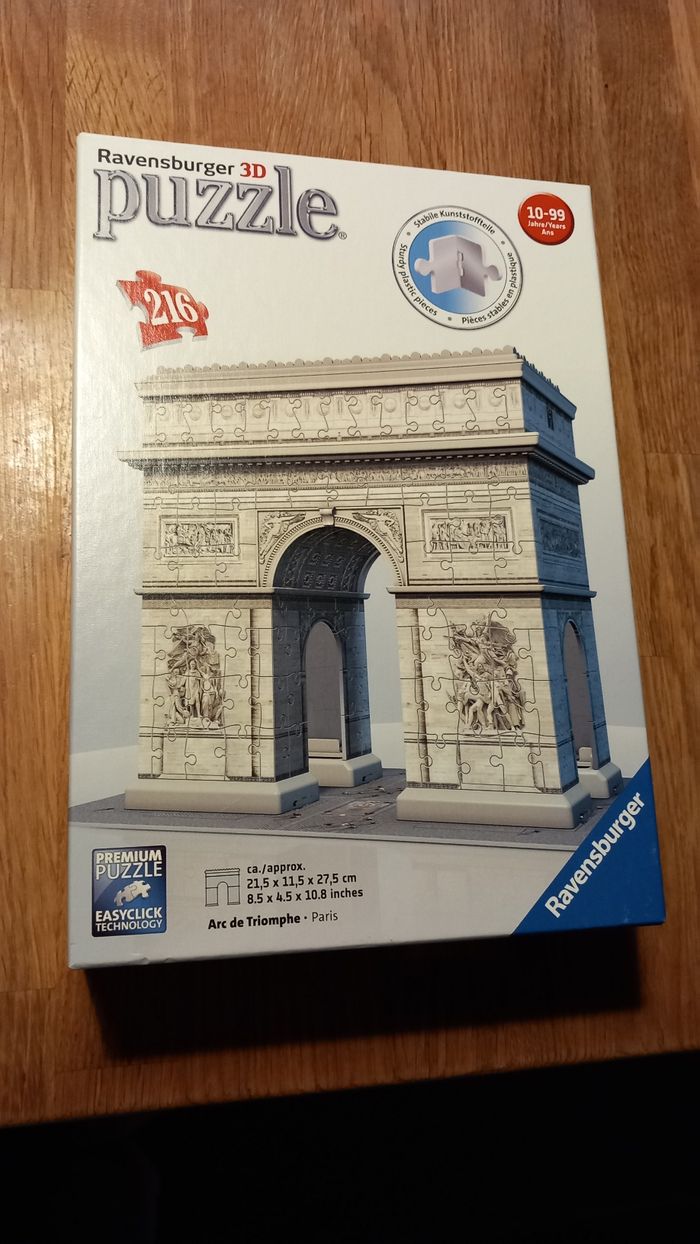 Ravensburger 3D
puzzle®
Stabile Kunststoffteile
Sturdy plastic pieces • Pièces stables en plastique •
10-99
Jahre/Years
Ans
216
PREMIUM
PUZZLE
EASYCLICK
TECHNOLOGY
ca./approx.
21,5 x 11,5 x 27,5 cm
8.5 x 4.5 x 10.8 inches
Arc de Triomphe • Paris
Ravensburger